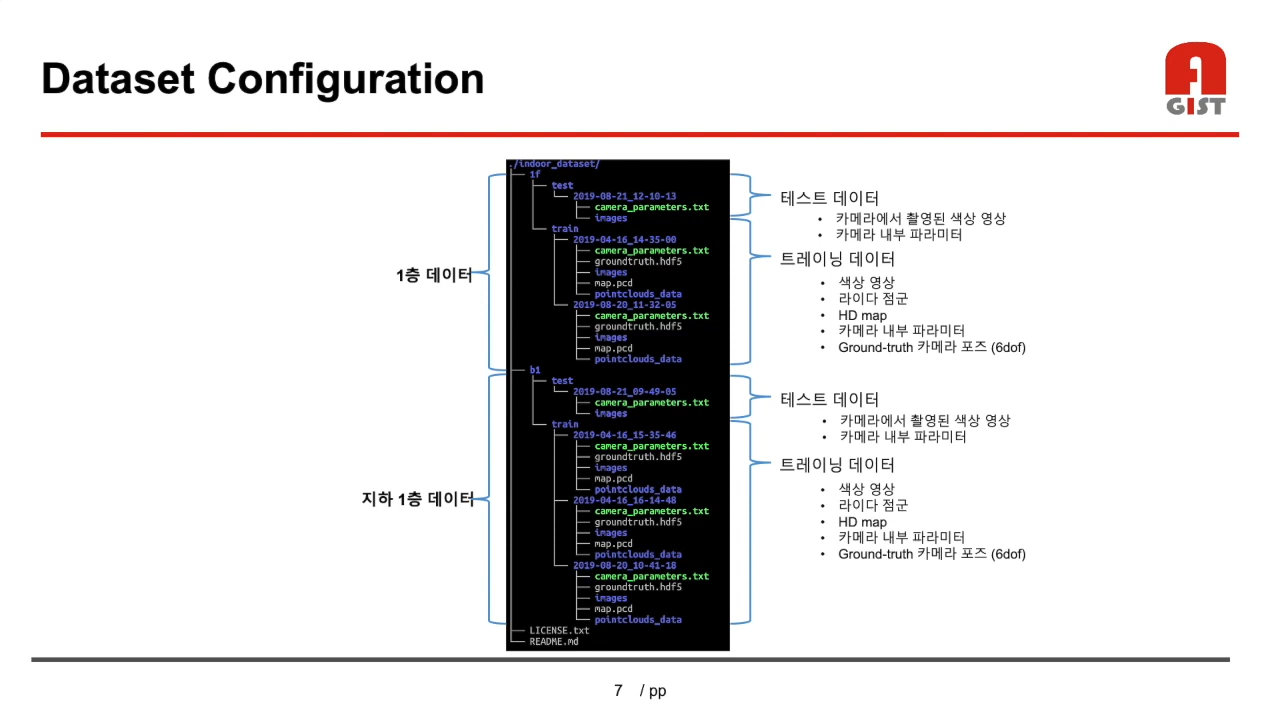 Dataset Configuration
GIST
./indoor_dataset/
1f
test
2019-08-21_12-10-13
camera_parameters.txt
images
train
2019-04-16_14-35-00
camera_parameters.txt
groundtruth.hdf5
images
map.pcd
pointclouds_data
2019-08-20_11-32-05
camera_parameters.txt
groundtruth.hdf5
images
map.pcd
pointclouds_data
b1
test
2019-08-21_09-49-05
camera_parameters.txt
images
train
2019-04-16_15-35-46
camera_parameters.txt
groundtruth.hdf5
images
map.pcd
pointclouds_data
2019-04-16_16-14-48
camera_parameters.txt
groundtruth.hdf5
images
map.pcd
pointclouds_data
2019-08-20_10-41-18
camera_parameters.txt
groundtruth.hdf5
images
map.pcd
pointclouds_data
LICENSE.txt
README.md
1층 데이터
지하 1층 데이터
테스트 데이터
• 카메라에서 촬영된 색상 영상
• 카메라 내부 파라미터
트레이닝 데이터
• 색상 영상
• 라이다 점군
• HD map
• 카메라 내부 파라미터
• Ground-truth 카메라 포즈 (6dof)
테스트 데이터
• 카메라에서 촬영된 색상 영상
• 카메라 내부 파라미터
트레이닝 데이터
• 색상 영상
• 라이다 점군
• HD map
• 카메라 내부 파라미터
• Ground-truth 카메라 포즈 (6dof)
7 / pp